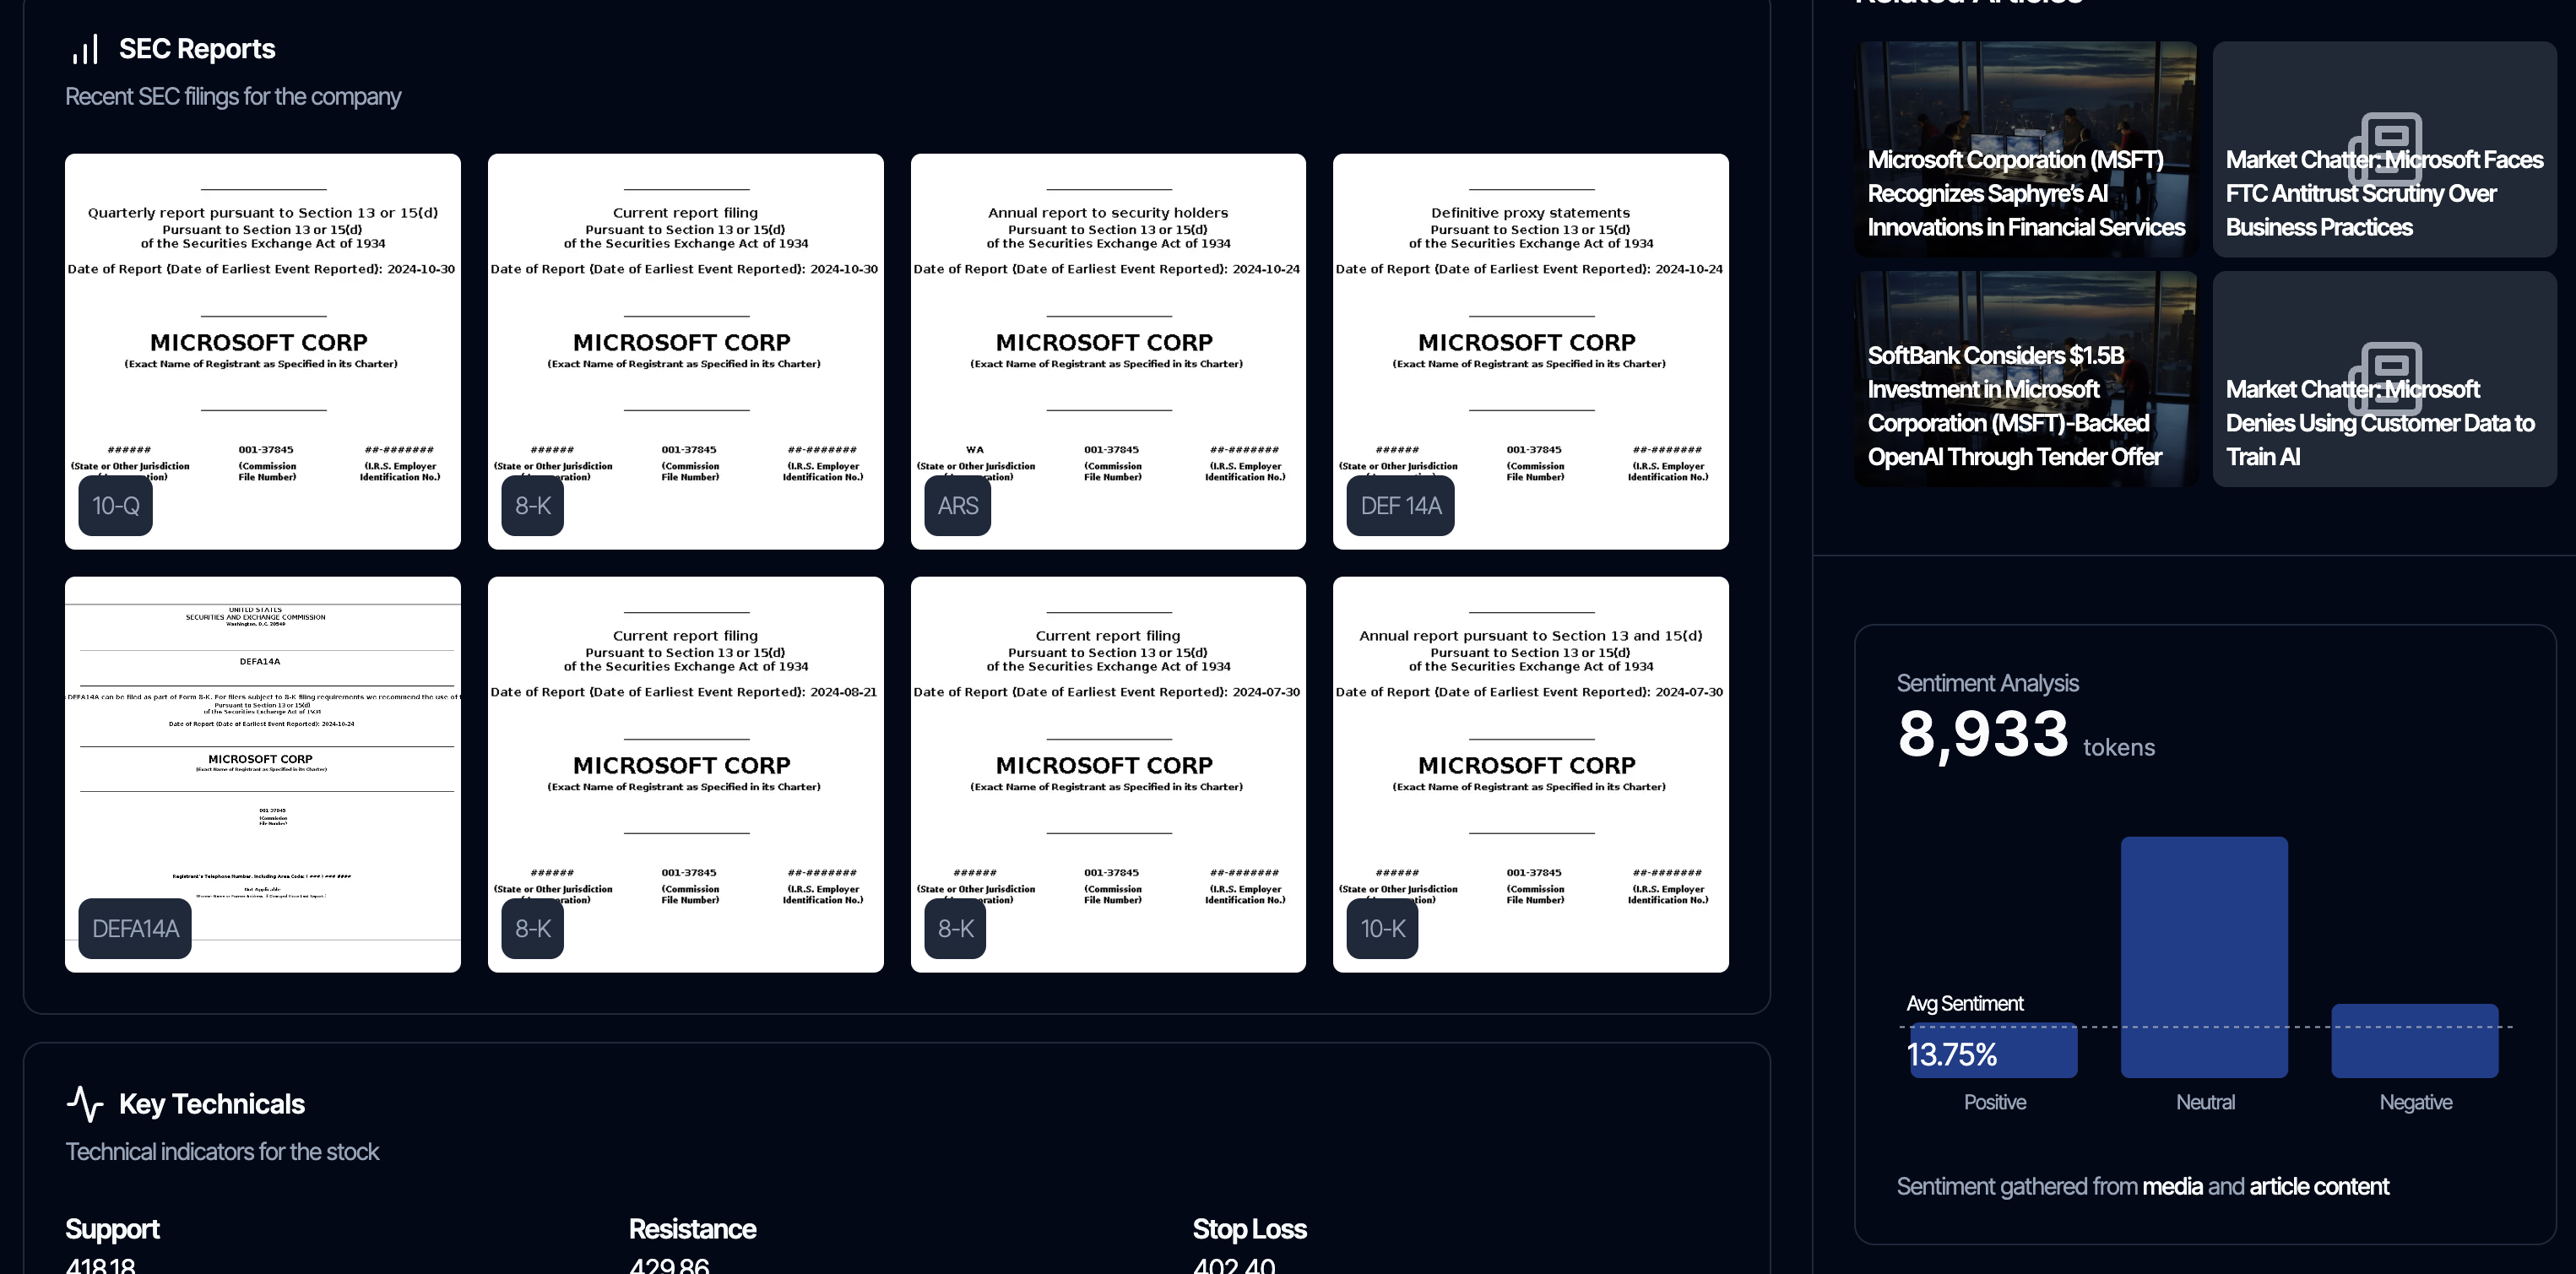 SEC Reports
Recent SEC filings for the company
Quarterly report pursuant to Section 13 or 15(d)
Pursuant to Section 13 or 15(d)
of the Securities Exchange Act of 1934
Date of Report (Date of Earliest Event Reported): 2024-10-30
MICROSOFT CORP
(Exact Name of Registrant as Specified in its Charter)
######
001-37845
##-#######
(State or Other Jurisdiction
(Commission
File Number)
(I.R.S. Employer
Identification No.)
10-Q
Current report filing
Pursuant to Section 13 or 15(d)
of the Securities Exchange Act of 1934
Date of Report (Date of Earliest Event Reported): 2024-10-30
MICROSOFT CORP
(Exact Name of Registrant as Specified in its Charter)
######
001-37845
##-#######
(State or Other Jurisdiction
(Commission
File Number)
(I.R.S. Employer
Identification No.)
8-K
Annual report to security holders
Pursuant to Section 13 or 15(d)
of the Securities Exchange Act of 1934
Date of Report (Date of Earliest Event Reported): 2024-10-24
MICROSOFT CORP
(Exact Name of Registrant as Specified in its Charter)
WA
001-37845
##-#######
(State or Other Jurisdiction
(Commission
File Number)
(I.R.S. Employer
Identification No.)
ARS
Definitive proxy statements
Pursuant to Section 13 or 15(d)
of the Securities Exchange Act of 1934
Date of Report (Date of Earliest Event Reported): 2024-10-24
MICROSOFT CORP
(Exact Name of Registrant as Specified in its Charter)
######
001-37845
##-#######
(State or Other Jurisdiction
(Commission
File Number)
(I.R.S. Employer
Identification No.)
DEF 14A
UNITED STATES
SECURITIES AND EXCHANGE COMMISSION
Washington, D.C. 20549
DEFA14A
DEFA14A can be filed as part of Form 8-K. For filers subject to 8-K filing requirements we recommend the use of
Pursuant to Section 13 or 15(d)
of the Securities Exchange Act of 1934
Date of Report (Date of Earliest Event Reported): 2024-10-24
MICROSOFT CORP
(Exact Name of Registrant as Specified in its Charter)
001-37845
(Commission
File Number)
Registrant's Telephone Number, Including Area Code: ( ### ) ### ####
Not Applicable
DEFA14A
Current report filing
Pursuant to Section 13 or 15(d)
of the Securities Exchange Act of 1934
Date of Report (Date of Earliest Event Reported): 2024-08-21
MICROSOFT CORP
(Exact Name of Registrant as Specified in its Charter)
######
001-37845
##-#######
(State or Other Jurisdiction
(Commission
File Number)
(I.R.S. Employer
Identification No.)
8-K
Current report filing
Pursuant to Section 13 or 15(d)
of the Securities Exchange Act of 1934
Date of Report (Date of Earliest Event Reported): 2024-07-30
MICROSOFT CORP
(Exact Name of Registrant as Specified in its Charter)
######
001-37845
##-#######
(State or Other Jurisdiction
(Commission
File Number)
(I.R.S. Employer
Identification No.)
8-K
Annual report pursuant to Section 13 and 15(d)
Pursuant to Section 13 or 15(d)
of the Securities Exchange Act of 1934
Date of Report (Date of Earliest Event Reported): 2024-07-30
MICROSOFT CORP
(Exact Name of Registrant as Specified in its Charter)
######
001-37845
##-#######
(State or Other Jurisdiction
(Commission
File Number)
(I.R.S. Employer
Identification No.)
10-K
Key Technicals
Technical indicators for the stock
Support
418.18
Resistance
429.86
Stop Loss
402.40
Related Articles
Microsoft Corporation (MSFT)
Recognizes Saphyre's AI
Innovations in Financial Services
Market Chatter: Microsoft Faces
FTC Antitrust Scrutiny Over
Business Practices
SoftBank Considers $1.5B
Investment in Microsoft
Corporation (MSFT)-Backed
OpenAI Through Tender Offer
Market Chatter: Microsoft
Denies Using Customer Data to
Train AI
Sentiment Analysis
8,933 tokens
Avg Sentiment
13.75%
Positive
Neutral
Negative
Sentiment gathered from media and article content